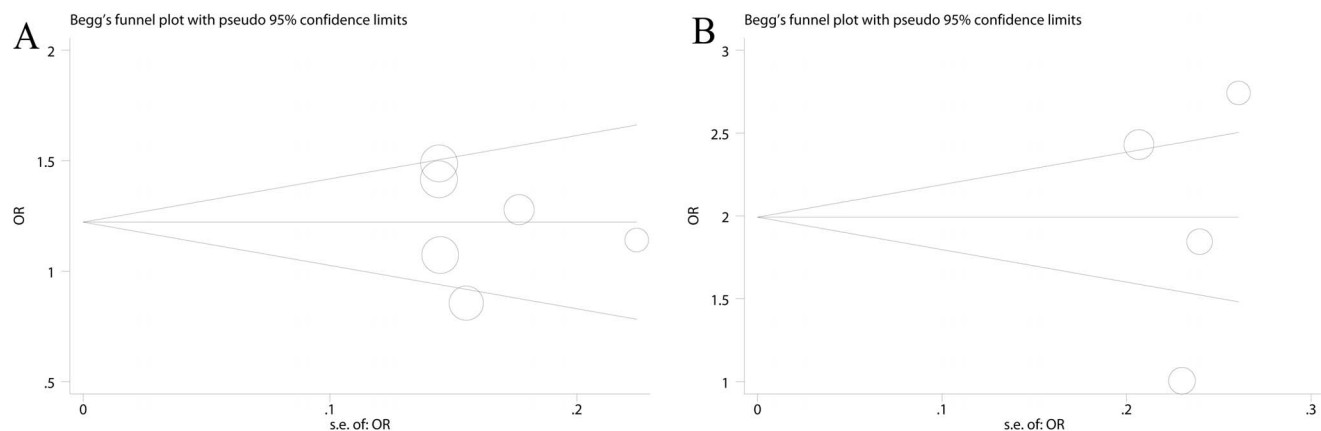 A
Begg's funnel plot with pseudo 95% confidence limits
2
1.5
1
.5
OR
0
.1
.2
s.e. of: OR
B
Begg's funnel plot with pseudo 95% confidence limits
3
2.5
2
1.5
1
OR
0
.1
.2
.3
s.e. of: OR